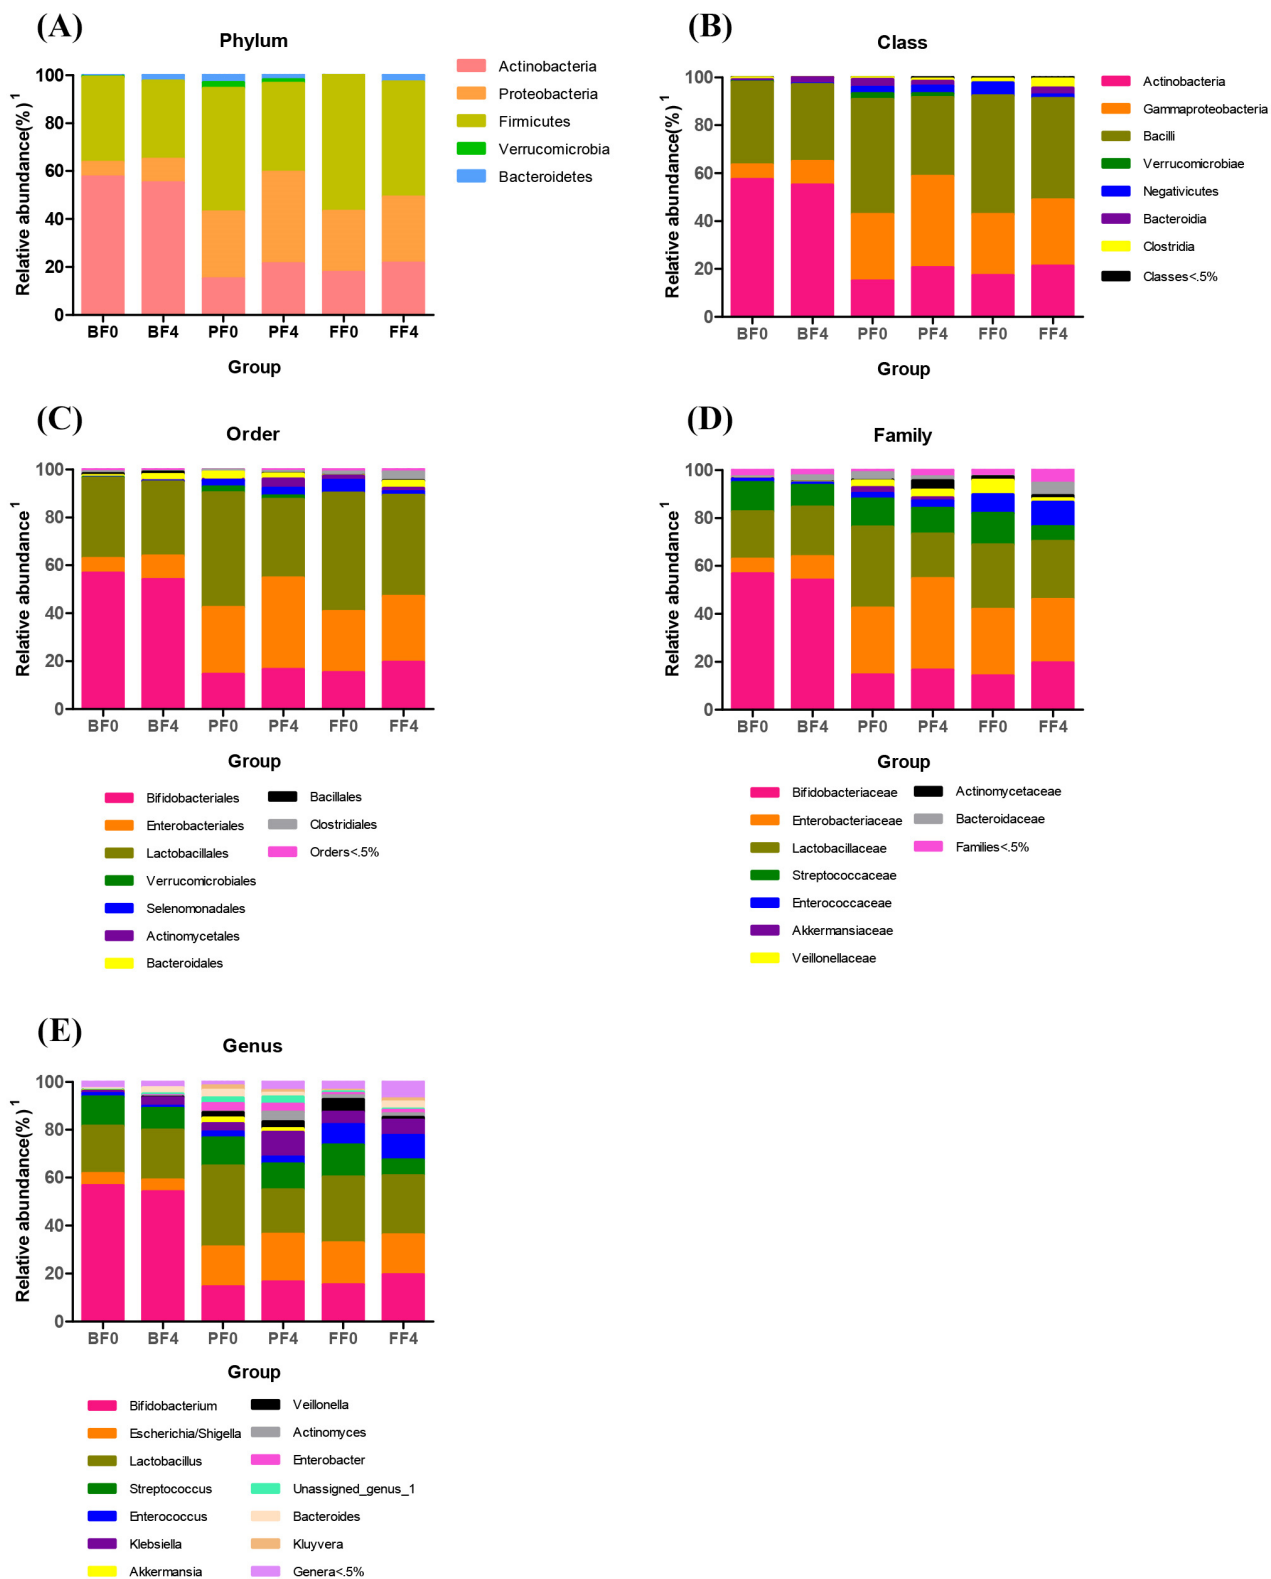 (A)
Phylum
Relative abundance(%) 1
100
80
60
40
20
0
BF0 BF4 PF0 PF4 FF0 FF4
Group
Actinobacteria
Proteobacteria
Firmicutes
Verrucomicrobia
Bacteroidetes
(B)
Class
Relative abundance(%) 1
100
80
60
40
20
0
BF0 BF4 PF0 PF4 FF0 FF4
Group
Actinobacteria
Gammaproteobacteria
Bacilli
Verrucomicrobiae
Negativicutes
Bacteroidia
Clostridia
Classes<.5%
(C)
Order
Relative abundance 1
100
80
60
40
20
0
BF0 BF4 PF0 PF4 FF0 FF4
Group
Bifidobacteriales
Enterobacteriales
Lactobacillales
Verrucomicrobiales
Selenomonadales
Actinomycetales
Bacteroidales
Bacillales
Clostridiales
Orders<.5%
(D)
Family
Relative abundance 1
100
80
60
40
20
0
BF0 BF4 PF0 PF4 FF0 FF4
Group
Bifidobacteriaceae
Enterobacteriaceae
Lactobacillaceae
Streptococcaceae
Enterococcaceae
Akkermansiaceae
Veillonellaceae
Actinomycetaceae
Bacteroidaceae
Families<.5%
(E)
Genus
Relative abundance(%) 1
100
80
60
40
20
0
BF0 BF4 PF0 PF4 FF0 FF4
Group
Bifidobacterium
Escherichia/Shigella
Lactobacillus
Streptococcus
Enterococcus
Klebsiella
Akkermansia
Veillonella
Actinomyces
Enterobacter
Unassigned_genus_1
Bacteroides
Kluyvera
Genera<.5%